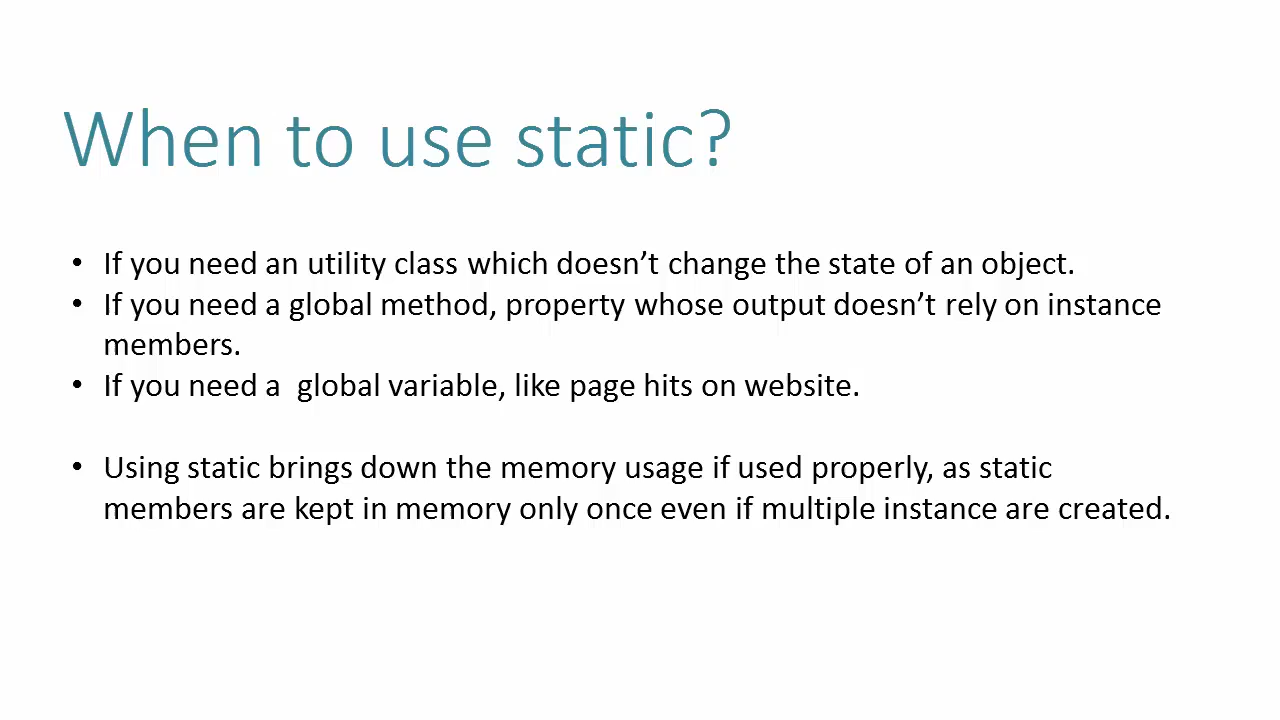 When to use static?
• If you need an utility class which doesn’t change the state of an object.
• If you need a global method, property whose output doesn’t rely on instance
members.
• If you need a  global variable, like page hits on website.
• Using static brings down the memory usage if used properly, as static
members are kept in memory only once even if multiple instance are created.